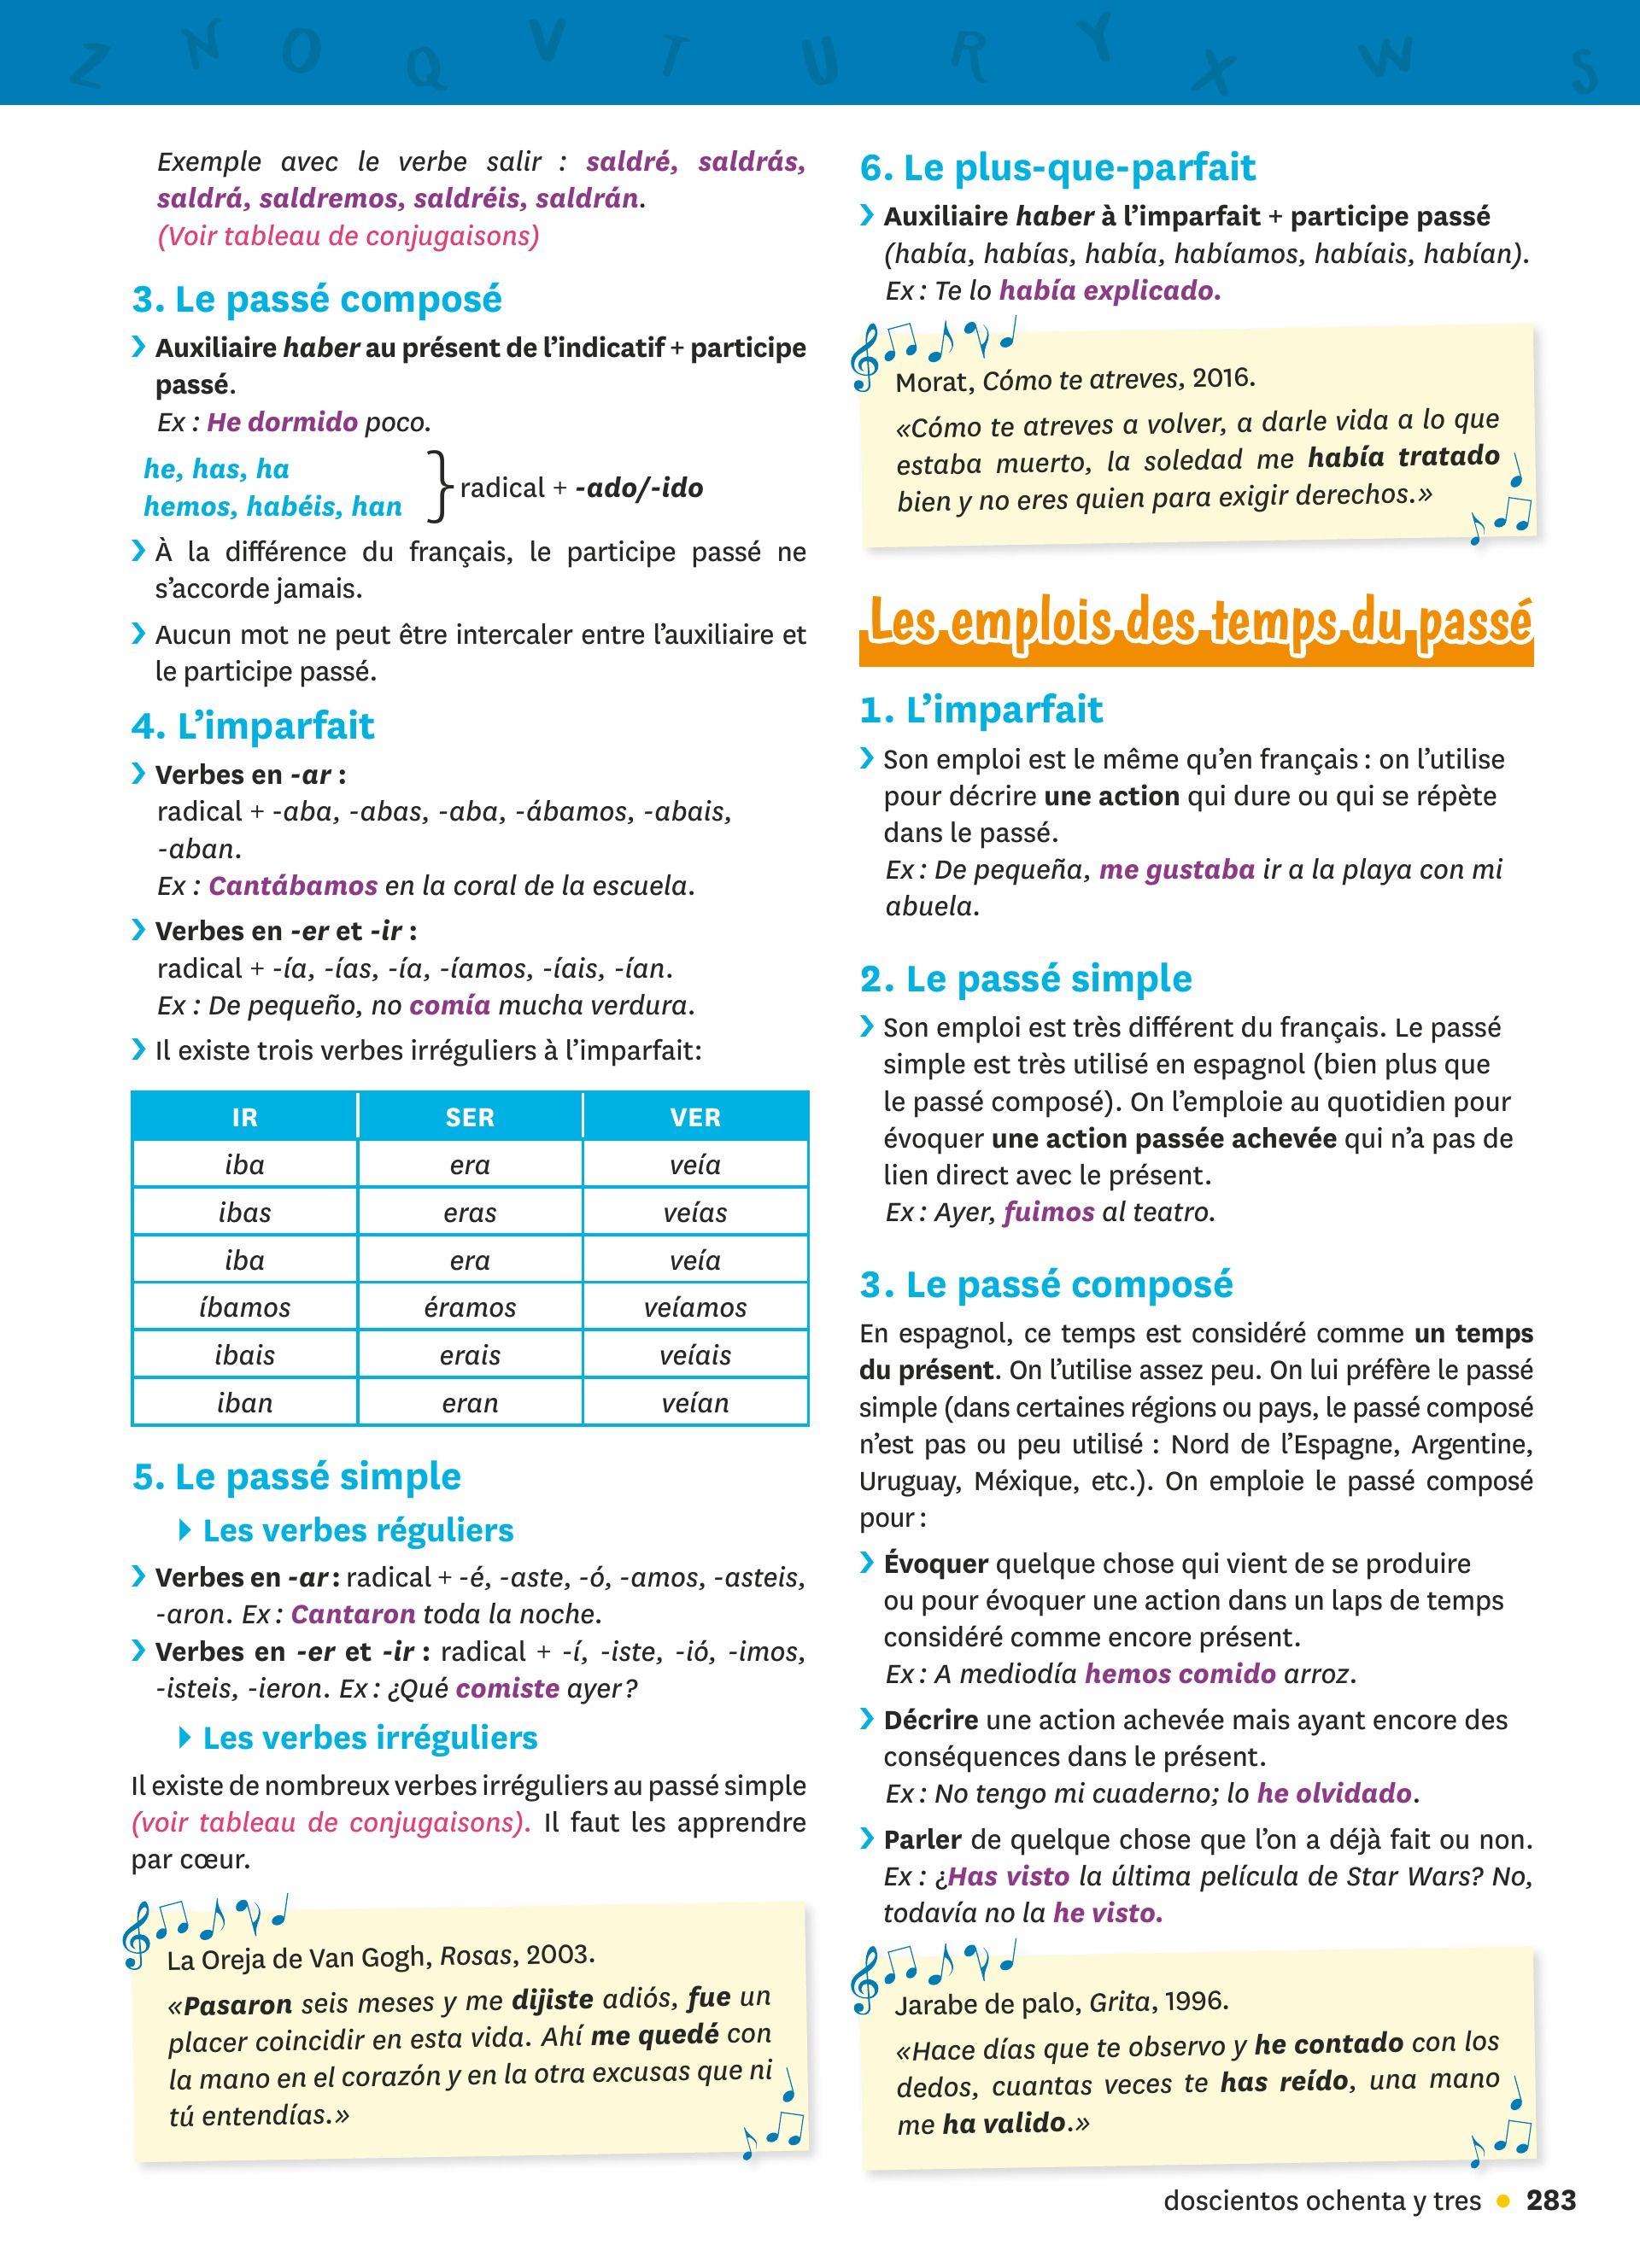 Z N O Q V T U R Y X W S
Exemple avec le verbe salir : saldré, saldrás,
saldrá, saldremos, saldréis, saldrán.
(Voir tableau de conjugaisons)
3. Le passé composé
Auxiliaire haber au présent de l’indicatif + participe
passé.
Ex : He dormido poco.
he, has, ha
hemos, habéis, han
radical + -ado/-ido
À la différence du français, le participe passé ne
s’accorde jamais.
Aucun mot ne peut être intercaler entre l’auxiliaire et
le participe passé.
4. L’imparfait
Verbes en -ar :
radical + -aba, -abas, -aba, -ábamos, -abais,
-aban.
Ex : Cantábamos en la coral de la escuela.
Verbes en -er et -ir :
radical + -ía, -ías, -ía, -íamos, -íais, -ían.
Ex : De pequeño, no comía mucha verdura.
Il existe trois verbes irréguliers à l’imparfait:
IR SER VER
iba era veía
ibas eras veías
iba era veía
íbamos éramos veíamos
ibais erais veíais
iban eran veían
5. Le passé simple
Les verbes réguliers
Verbes en -ar : radical + -é, -aste, -ó, -amos, -asteis,
-aron. Ex : Cantaron toda la noche.
Verbes en -er et -ir : radical + -í, -iste, -ió, -imos,
-isteis, -ieron. Ex : ¿Qué comiste ayer?
Les verbes irréguliers
Il existe de nombreux verbes irréguliers au passé simple
(voir tableau de conjugaisons). Il faut les apprendre
par cœur.
La Oreja de Van Gogh, Rosas, 2003.
«Pasaron seis meses y me dijiste adiós, fue un
placer coincidir en esta vida. Ahí me quedé con
la mano en el corazón y en la otra excusas que ni
tú entendías.»
6. Le plus-que-parfait
Auxiliaire haber à l’imparfait + participe passé
(había, habías, había, habíamos, habíais, habían).
Ex : Te lo había explicado.
Morat, Cómo te atreves, 2016.
«Cómo te atreves a volver, a darle vida a lo que
estaba muerto, la soledad me había tratado
bien y no eres quien para exigir derechos.»
Les emplois des temps du passé
1. L’imparfait
Son emploi est le même qu’en français : on l’utilise
pour décrire une action qui dure ou qui se répète
dans le passé.
Ex : De pequeña, me gustaba ir a la playa con mi
abuela.
2. Le passé simple
Son emploi est très différent du français. Le passé
simple est très utilisé en espagnol (bien plus que
le passé composé). On l’emploie au quotidien pour
évoquer une action passée achevée qui n’a pas de
lien direct avec le présent.
Ex : Ayer, fuimos al teatro.
3. Le passé composé
En espagnol, ce temps est considéré comme un temps
du présent. On l’utilise assez peu. On lui préfère le passé
simple (dans certaines régions ou pays, le passé composé
n’est pas ou peu utilisé : Nord de l’Espagne, Argentine,
Uruguay, Méxique, etc.). On emploie le passé composé
pour :
Évoquer quelque chose qui vient de se produire
ou pour évoquer une action dans un laps de temps
considéré comme encore présent.
Ex : A mediodía hemos comido arroz.
Décrire une action achevée mais ayant encore des
conséquences dans le présent.
Ex : No tengo mi cuaderno; lo he olvidado.
Parler de quelque chose que l’on a déjà fait ou non.
Ex : ¿Has visto la última película de Star Wars? No,
todavía no la he visto.
Jarabe de palo, Grita, 1996.
«Hace días que te observo y he contado con los
dedos, cuantas veces te has reído, una mano
me ha valido.»
doscientos ochenta y tres 283